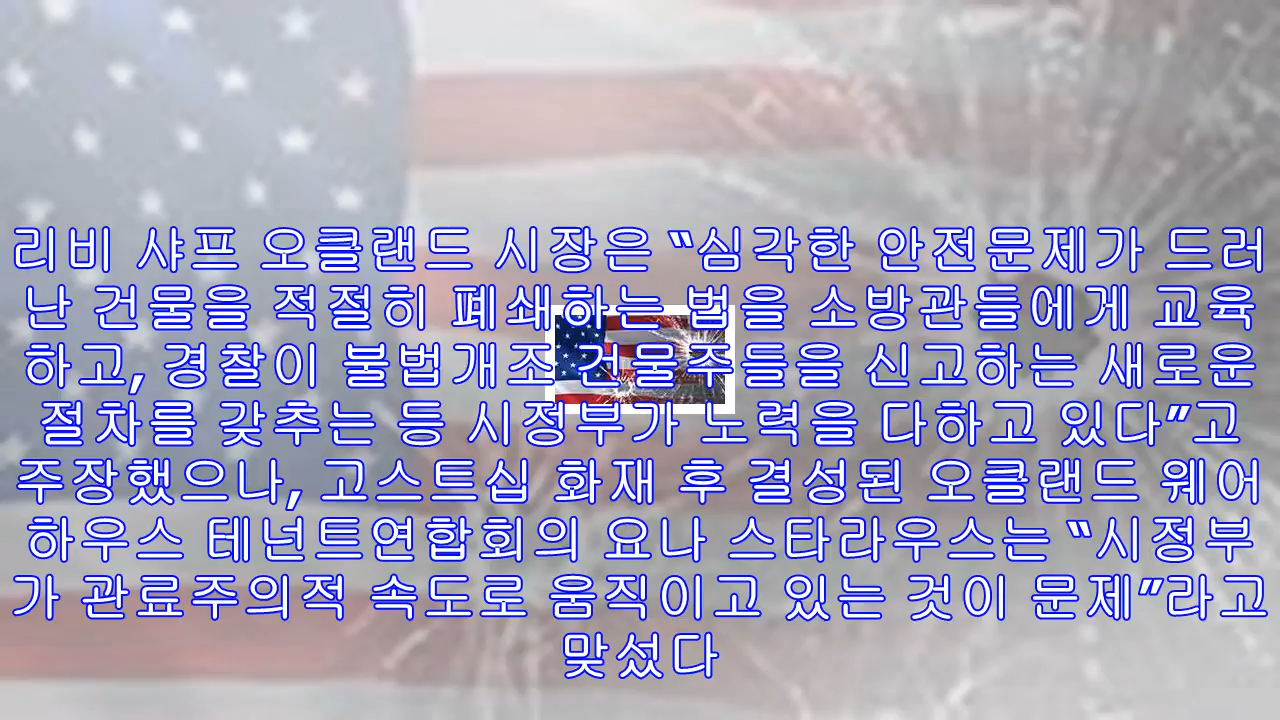 리비 샤프 오클랜드 시장은 “심각한 안전문제가 드러
난 건물을 적절히 폐쇄하는 법을 소방관들에게 교육
하고, 경찰이 불법개조 건물주들을 신고하는 새로운
절차를 갖추는 등 시정부가 노력을 다하고 있다”고
주장했으나, 고스트십 화재 후 결성된 오클랜드 웨어
하우스 테넌트연합회의 요나 스타라우스는 “시정부
가 관료주의적 속도로 움직이고 있는 것이 문제”라고
맞섰다